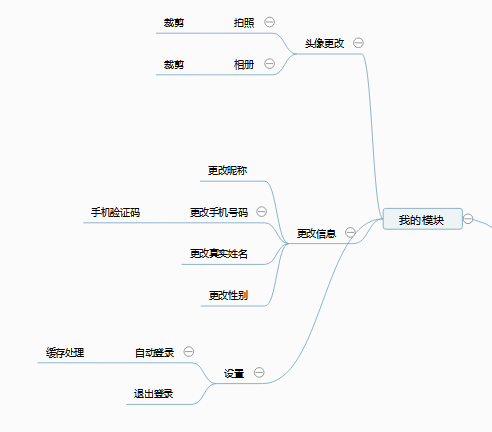 裁剪
拍照
头像更改
裁剪
相册
更改昵称
手机验证码
更改手机号码
我的模块
更改信息
更改真实姓名
更改性别
缓存处理
自动登录
设置
退出登录